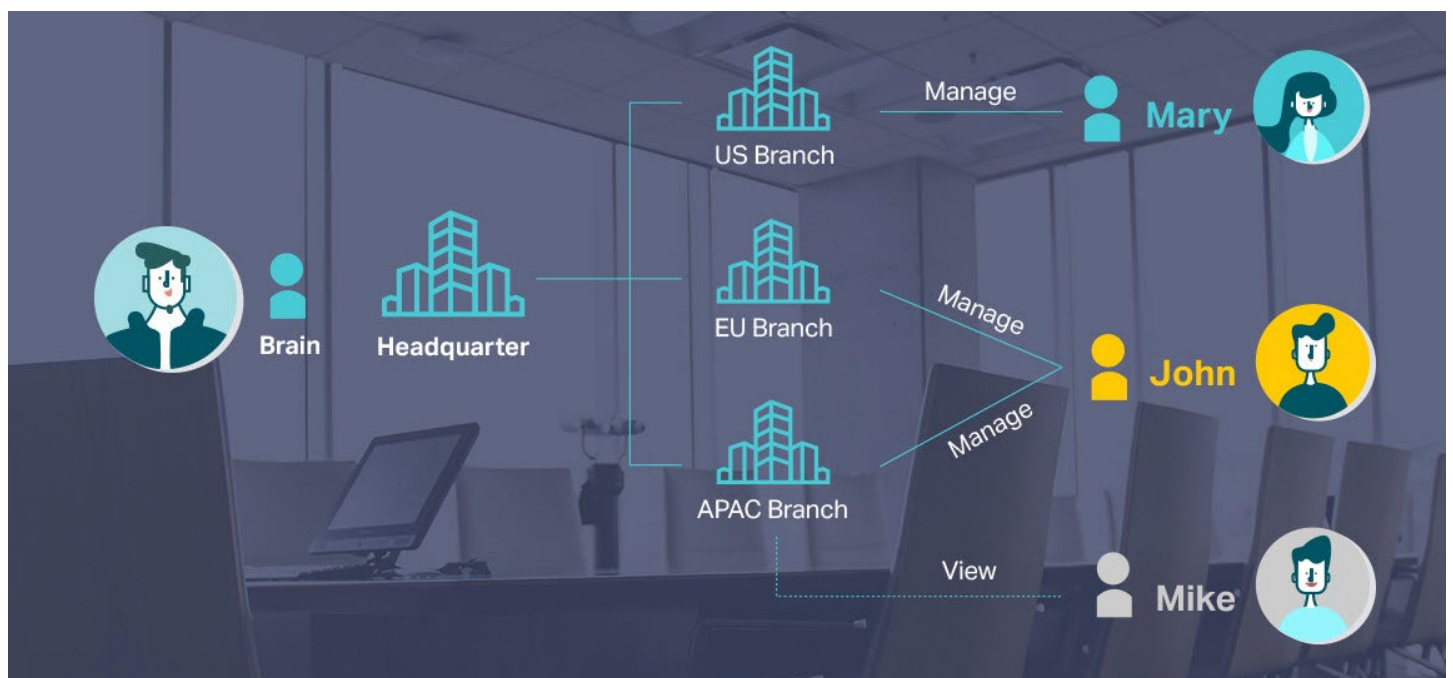 US Branch
Manage
Mary
Brain
Headquarter
EU Branch
Manage
John
APAC Branch
Manage
View
Mike